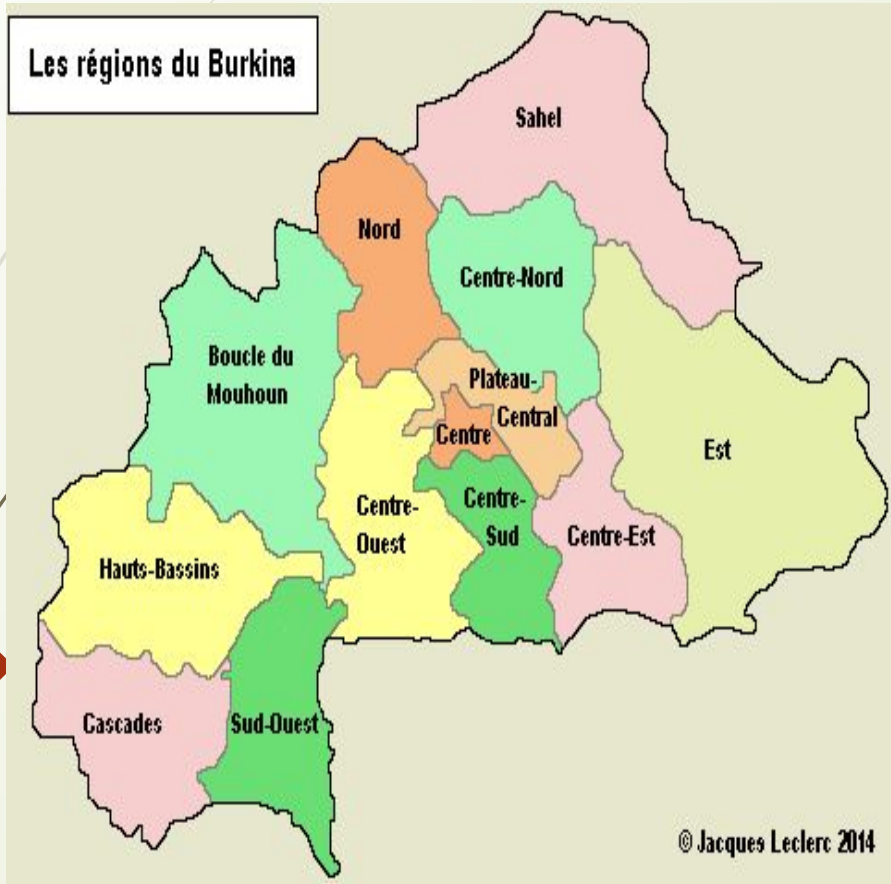 Les régions du Burkina
Sahel
Nord
Centre-Nord
Boucle du
Mouhoun
Plateau-
Central
Centre
Est
Centre-
Ouest
Centre-
Sud
Centre-Est
Hauts-Bassins
Cascades
Sud-Ouest
© Jacques Leclerc 2014